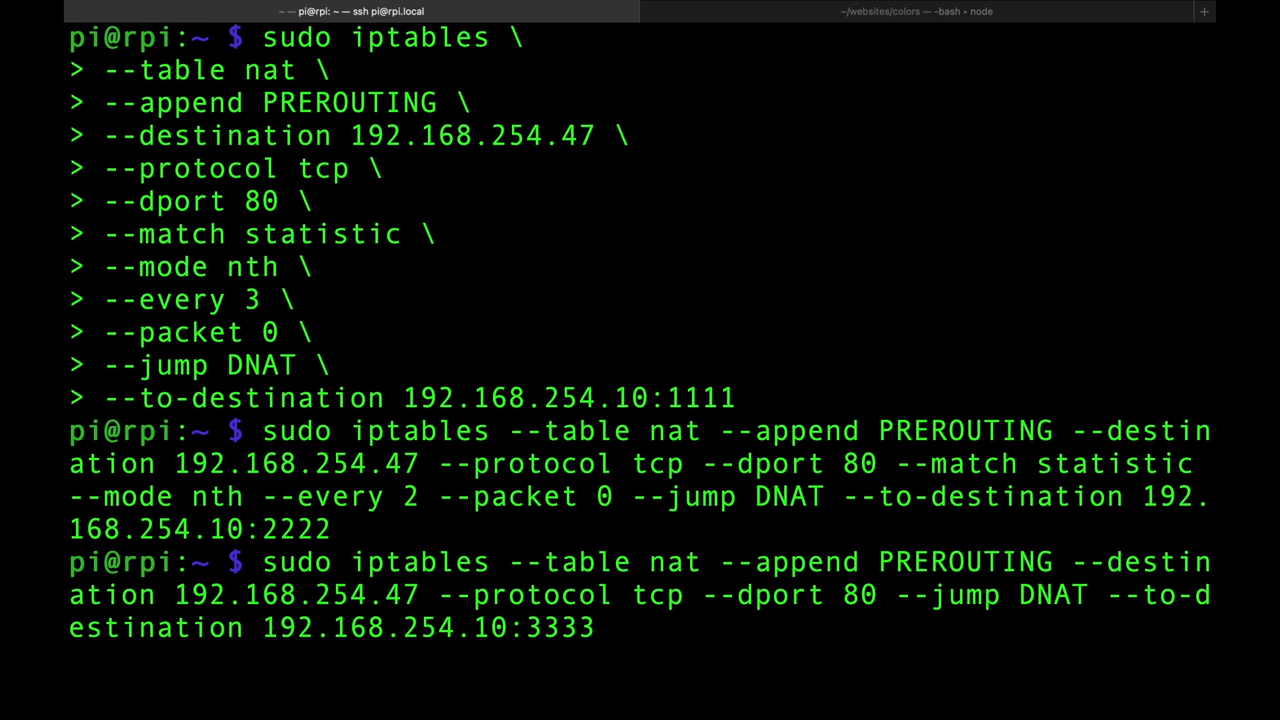 ~ — pi@rpi: ~ — ssh pi@rpi.local
~/websites/colors — -bash • node
+
pi@rpi:~ $ sudo iptables \
> --table nat \
> --append PREROUTING \
> --destination 192.168.254.47 \
> --protocol tcp \
> --dport 80 \
> --match statistic \
> --mode nth \
> --every 3 \
> --packet 0 \
> --jump DNAT \
> --to-destination 192.168.254.10:1111
pi@rpi:~ $ sudo iptables --table nat --append PREROUTING --destin
ation 192.168.254.47 --protocol tcp --dport 80 --match statistic
--mode nth --every 2 --packet 0 --jump DNAT --to-destination 192.
168.254.10:2222
pi@rpi:~ $ sudo iptables --table nat --append PREROUTING --destin
ation 192.168.254.47 --protocol tcp --dport 80 --jump DNAT --to-d
estination 192.168.254.10:3333